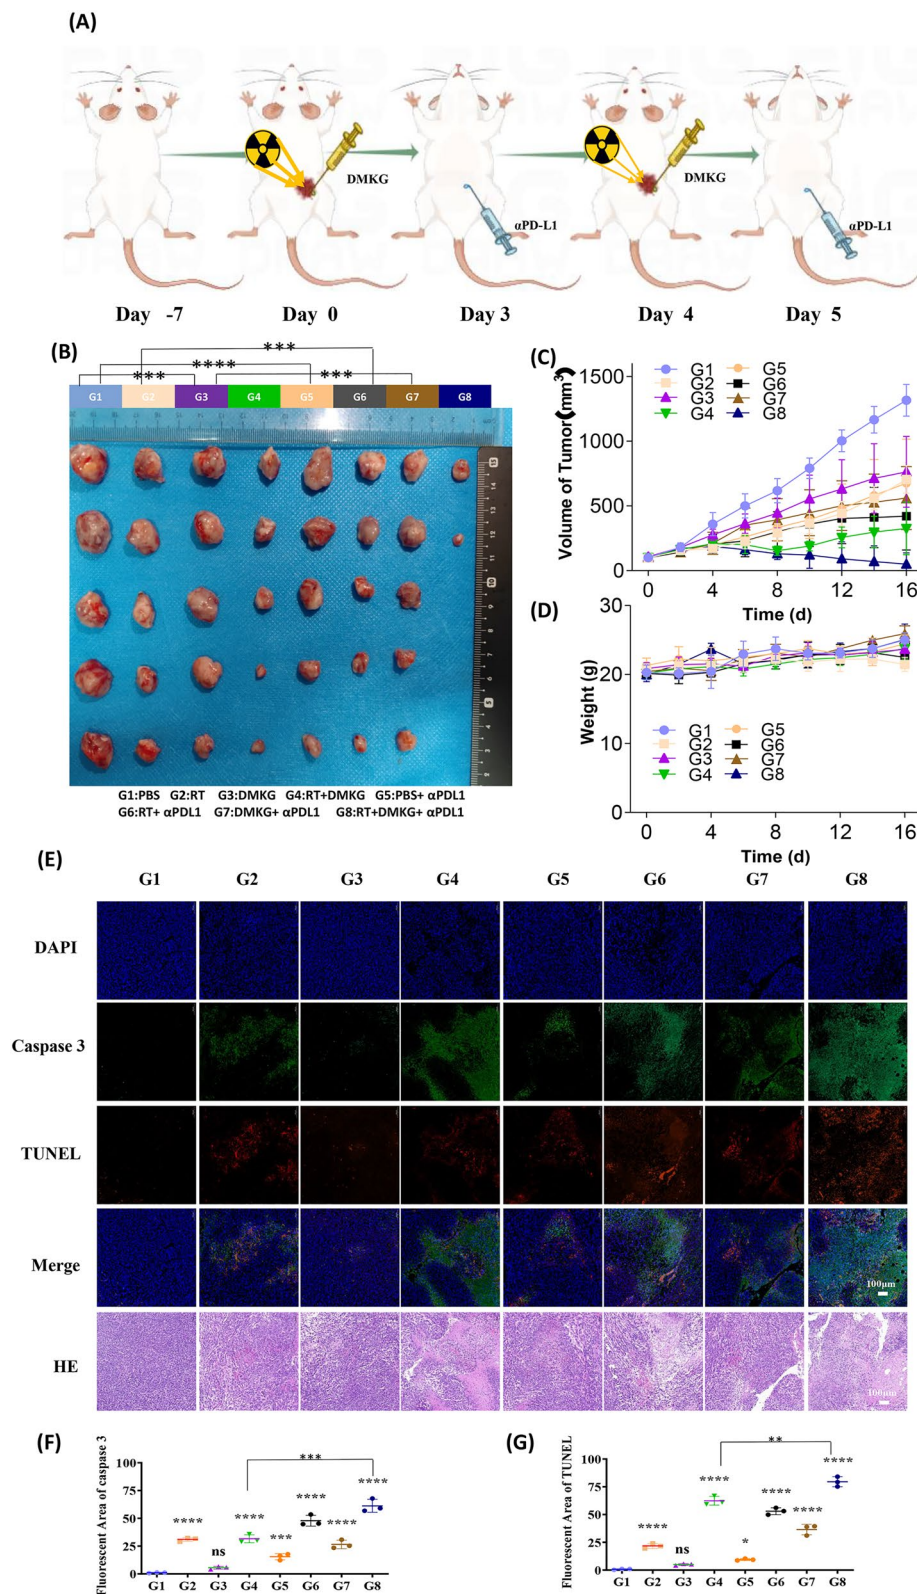 (A)
DMKG
DMKG
αPD-L1
αPD-L1
Day -7
Day 0
Day 3
Day 4
Day 5
(B)
***
****
***
***
G1 G2 G3 G4 G5 G6 G7 G8
G1:PBS G2:RT G3:DMKG G4:RT+DMKG G5:PBS+ αPDL1
G6:RT+ αPDL1 G7:DMKG+ αPDL1 G8:RT+DMKG+ αPDL1
(C)
Volume of Tumor(mm³)
1500
1000
500
0
G1 G5
G2 G6
G3 G7
G4 G8
0 4 8 12 16
Time (d)
(D)
Weight (g)
30
20
10
0
G1 G5
G2 G6
G3 G7
G4 G8
0 4 8 12 16
Time (d)
(E)
G1 G2 G3 G4 G5 G6 G7 G8
DAPI
Caspase 3
TUNEL
Merge
100μm
HE
100μm
(F)
Fluorescent Area of caspase 3
100
75
50
25
0
***
**** ns **** *** **** **** ****
G1 G2 G3 G4 G5 G6 G7 G8
(G)
Fluorescent Area of TUNEL
100
75
50
25
0
**
**** ns **** * **** **** ****
G1 G2 G3 G4 G5 G6 G7 G8